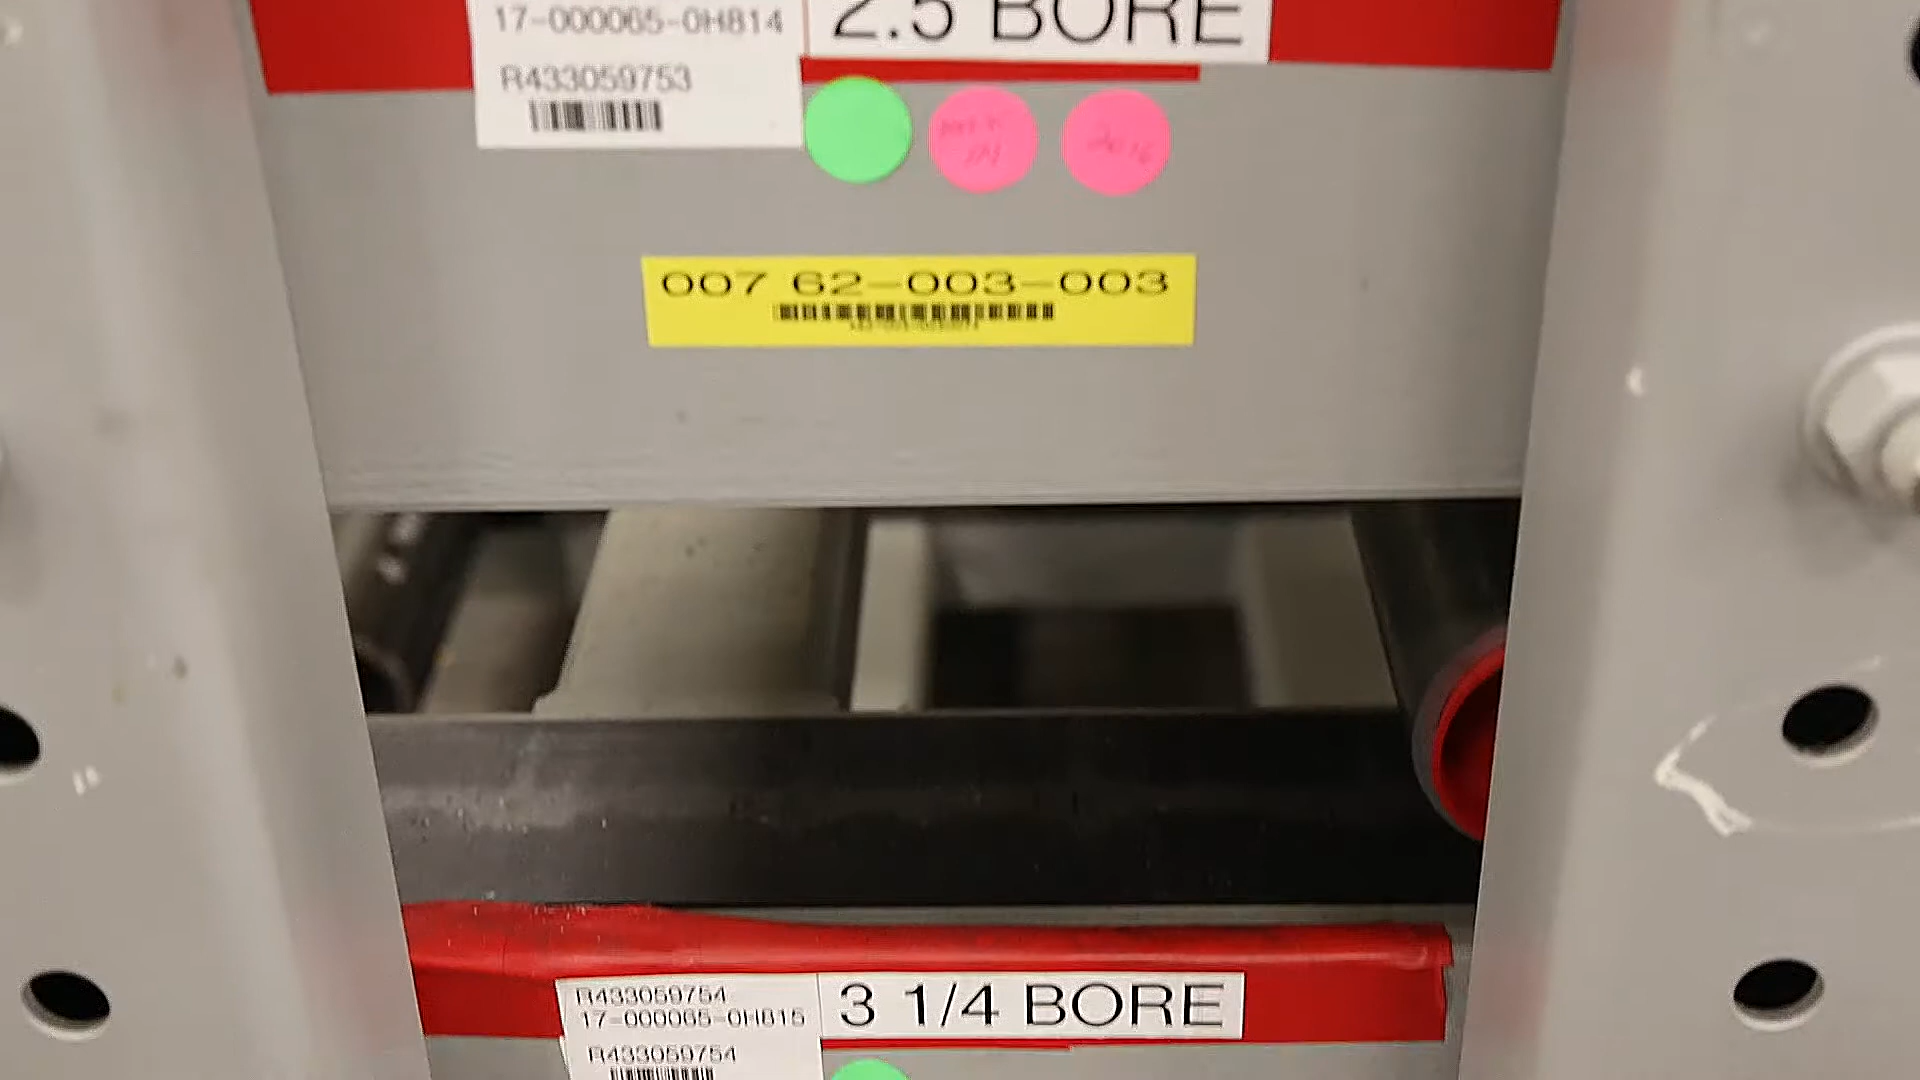 17-000065-0H814
2.5 BORE
R433059753
2016
007 62-003-003
R433059754
17-000065-0H815
3 1/4 BORE
R433059754